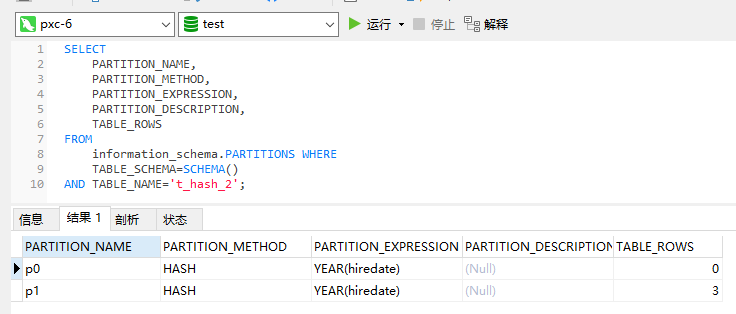 pxc-6 test 运行 停止 解释
1 SELECT
2 PARTITION_NAME,
3 PARTITION_METHOD,
4 PARTITION_EXPRESSION,
5 PARTITION_DESCRIPTION,
6 TABLE_ROWS
7 FROM
8 information_schema.PARTITIONS WHERE
9 TABLE_SCHEMA=SCHEMA()
10 AND TABLE_NAME='t_hash_2';
信息 结果 1 剖析 状态
PARTITION_NAME PARTITION_METHOD PARTITION_EXPRESSION PARTITION_DESCRIPTION TABLE_ROWS
p0 HASH YEAR(hiredate) (Null) 0
p1 HASH YEAR(hiredate) (Null) 3